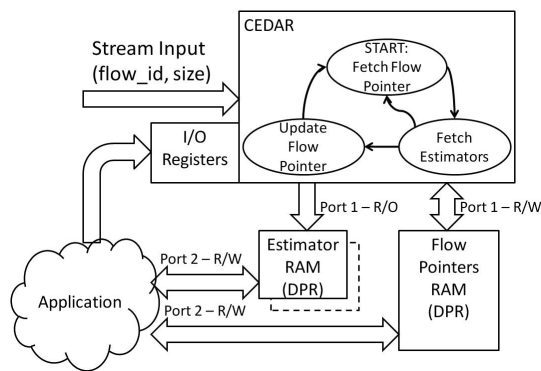 CEDAR
Stream Input
(flow_id, size)
START:
Fetch Flow
Pointer
I/O
Registers
Update
Flow
Pointer
Fetch
Estimators
Port 1 – R/O
Port 1 – R/W
Estimator
RAM
(DPR)
Flow
Pointers
RAM
(DPR)
Port 2 – R/W
Application
Port 2 – R/W